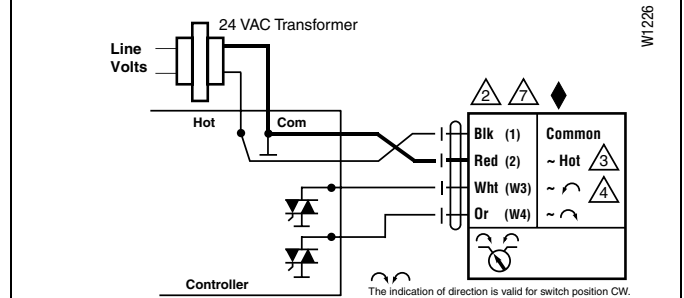 W1226
24 VAC Transformer
Line
Volts
Hot Com
2 7
Blk (1) Common
Red (2) ~ Hot 3
Wht (W3) ~ 4
Or (W4) ~
Controller
The indication of direction is valid for switch position CW.